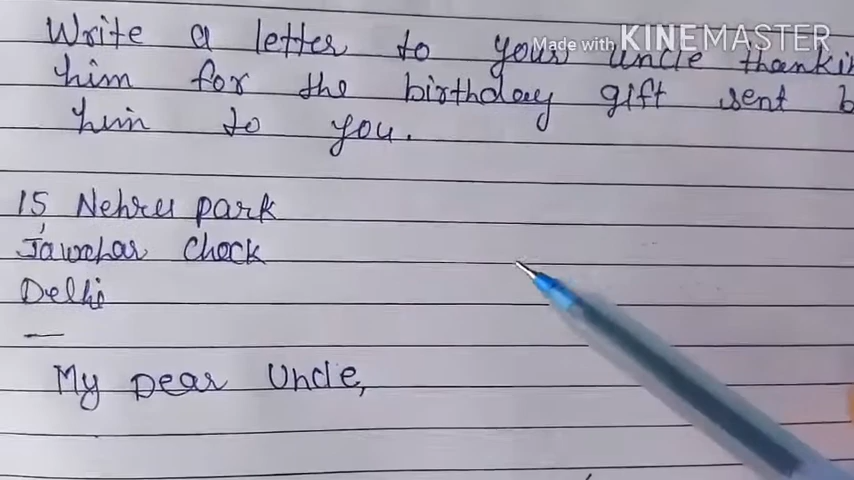 Write a letter to your uncle thanki
him for the birthday gift sent b
him to you.
15, Nehru park
Jawahar Chock
Delhi
—
My Dear Uncle,
Made with KINEMASTER